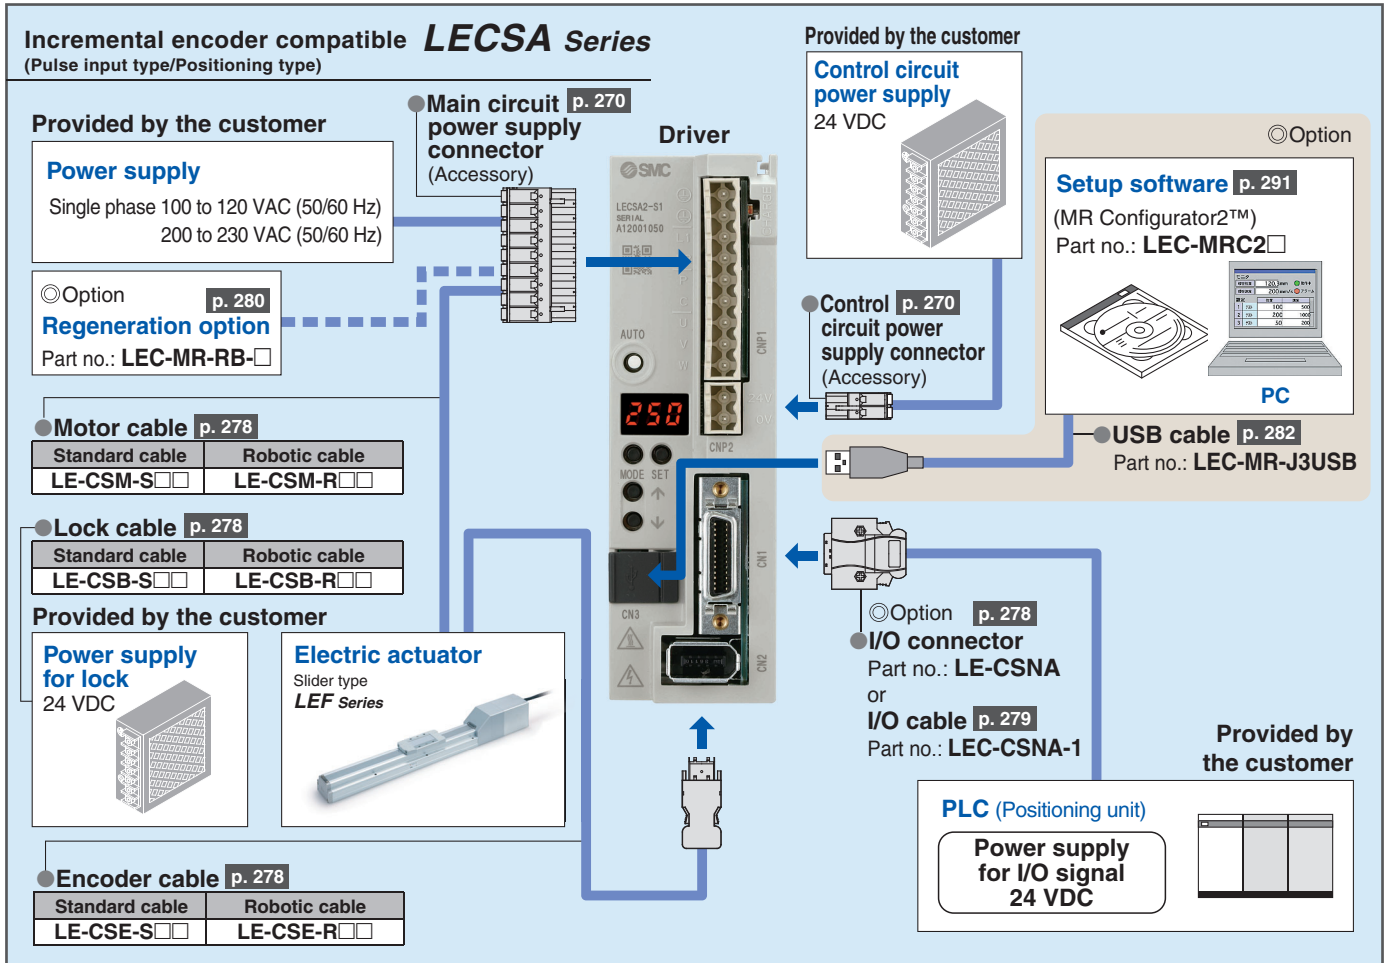 Incremental encoder compatible LECSA Series
(Pulse input type/Positioning type)
Provided by the customer
Power supply
Single phase 100 to 120 VAC (50/60 Hz)
200 to 230 VAC (50/60 Hz)
◎Option
p. 280
Regeneration option
Part no.: LEC-MR-RB-□
●Main circuit p. 270
power supply
connector
(Accessory)
Driver
SMC
LECSA2-S1
SERIAL
A12001050
AUTO
250
MODE SET
CN3
L1
R
C
U
V
W
CNP1
24V
0V
CNP2
CN1
CN2
Provided by the customer
Control circuit
power supply
24 VDC
●Control p. 270
circuit power
supply connector
(Accessory)
◎Option
Setup software p. 291
(MR Configurator2™)
Part no.: LEC-MRC2□
PC
●USB cable p. 282
Part no.: LEC-MR-J3USB
●Motor cable p. 278
Standard cable Robotic cable
LE-CSM-S□□ LE-CSM-R□□
●Lock cable p. 278
Standard cable Robotic cable
LE-CSB-S□□ LE-CSB-R□□
Provided by the customer
Power supply
for lock
24 VDC
Electric actuator
Slider type
LEF Series
●Encoder cable p. 278
Standard cable Robotic cable
LE-CSE-S□□ LE-CSE-R□□
◎Option p. 278
●I/O connector
Part no.: LE-CSNA
or
I/O cable p. 279
Part no.: LEC-CSNA-1
Provided by
the customer
PLC (Positioning unit)
Power supply
for I/O signal
24 VDC